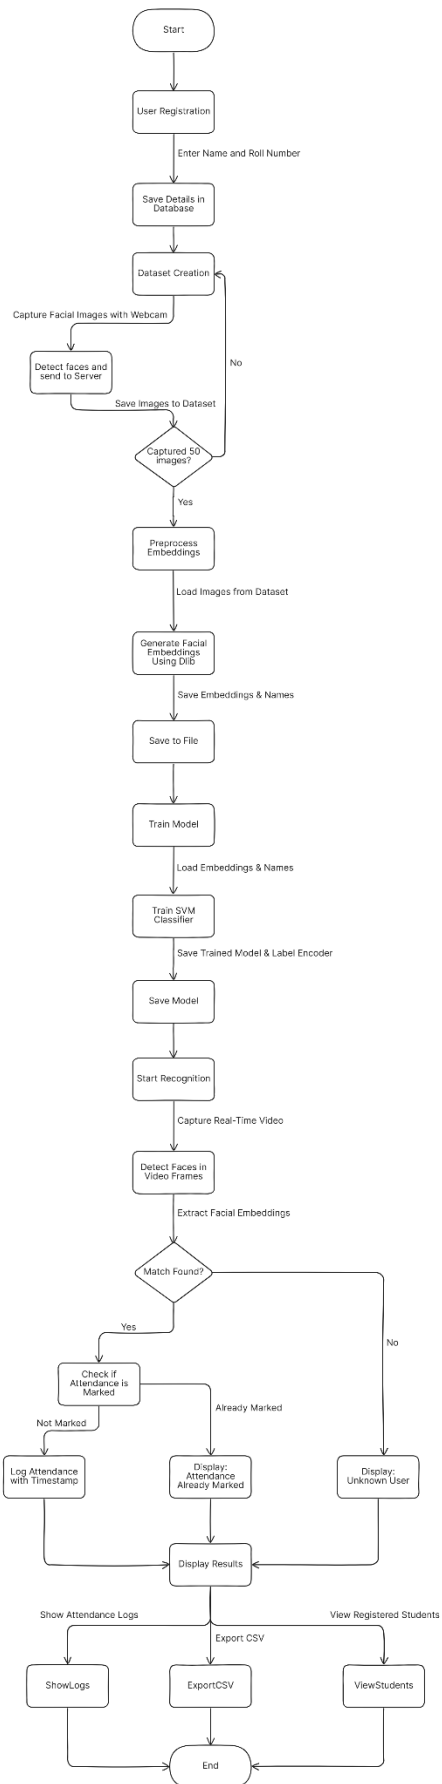 Start
User Registration
Enter Name and Roll Number
Save Details in
Database
Dataset Creation
Capture Facial Images with Webcam
Detect faces and
send to Server
No
Save Images to Dataset
Captured 50
images?
Yes
Preprocess
Embeddings
Load Images from Dataset
Generate Facial
Embeddings
Using Dlib
Save Embeddings & Names
Save to File
Train Model
Load Embeddings & Names
Train SVM
Classifier
Save Trained Model & Label Encoder
Save Model
Start Recognition
Capture Real-Time Video
Detect Faces in
Video Frames
Extract Facial Embeddings
Match Found?
Yes
No
Check if
Attendance is
Marked
Already Marked
Not Marked
Log Attendance
with Timestamp
Display:
Attendance
Already Marked
Display:
Unknown User
Display Results
Show Attendance Logs
Export CSV
View Registered Students
ShowLogs
ExportCSV
ViewStudents
End